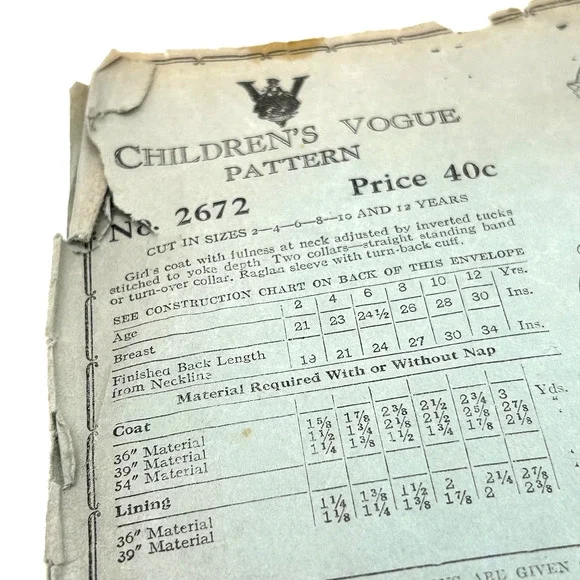 CHILDREN'S VOGUE
PATTERN
No. 2672 Price 40c
CUT IN SIZES 2—4—6—8—10 AND 12 YEARS
Girl's coat with fulness at neck adjusted by inverted tucks
stitched to yoke depth Two collars—straight standing band
or turn-over collar. Raglan sleeve with turn-back cuff.
SEE CONSTRUCTION CHART ON BACK OF THIS ENVELOPE
Age 2 4 6 8 10 12 Yrs.
Breast 21 23 24½ 26 28 30 Ins.
Finished Back Length
from Neckline 19 21 24 27 30 34 Ins.
Material Required With or Without Nap
Coat
36" Material 1⅝ 1⅞ 2⅜ 2½ 2¾ 3 Yds.
39" Material 1½ 1¾ 2⅛ 2½ 2⅝ 2⅞ "
54" Material 1¼ 1⅜ 1½ 1¾ 1⅞ 2⅛
Lining
36" Material 1¼ 1⅜ 1½ 2 2¼ 2⅞
39" Material 1⅛ 1¼ 1⅜ 1⅞ 2 2⅜
ARE GIVEN